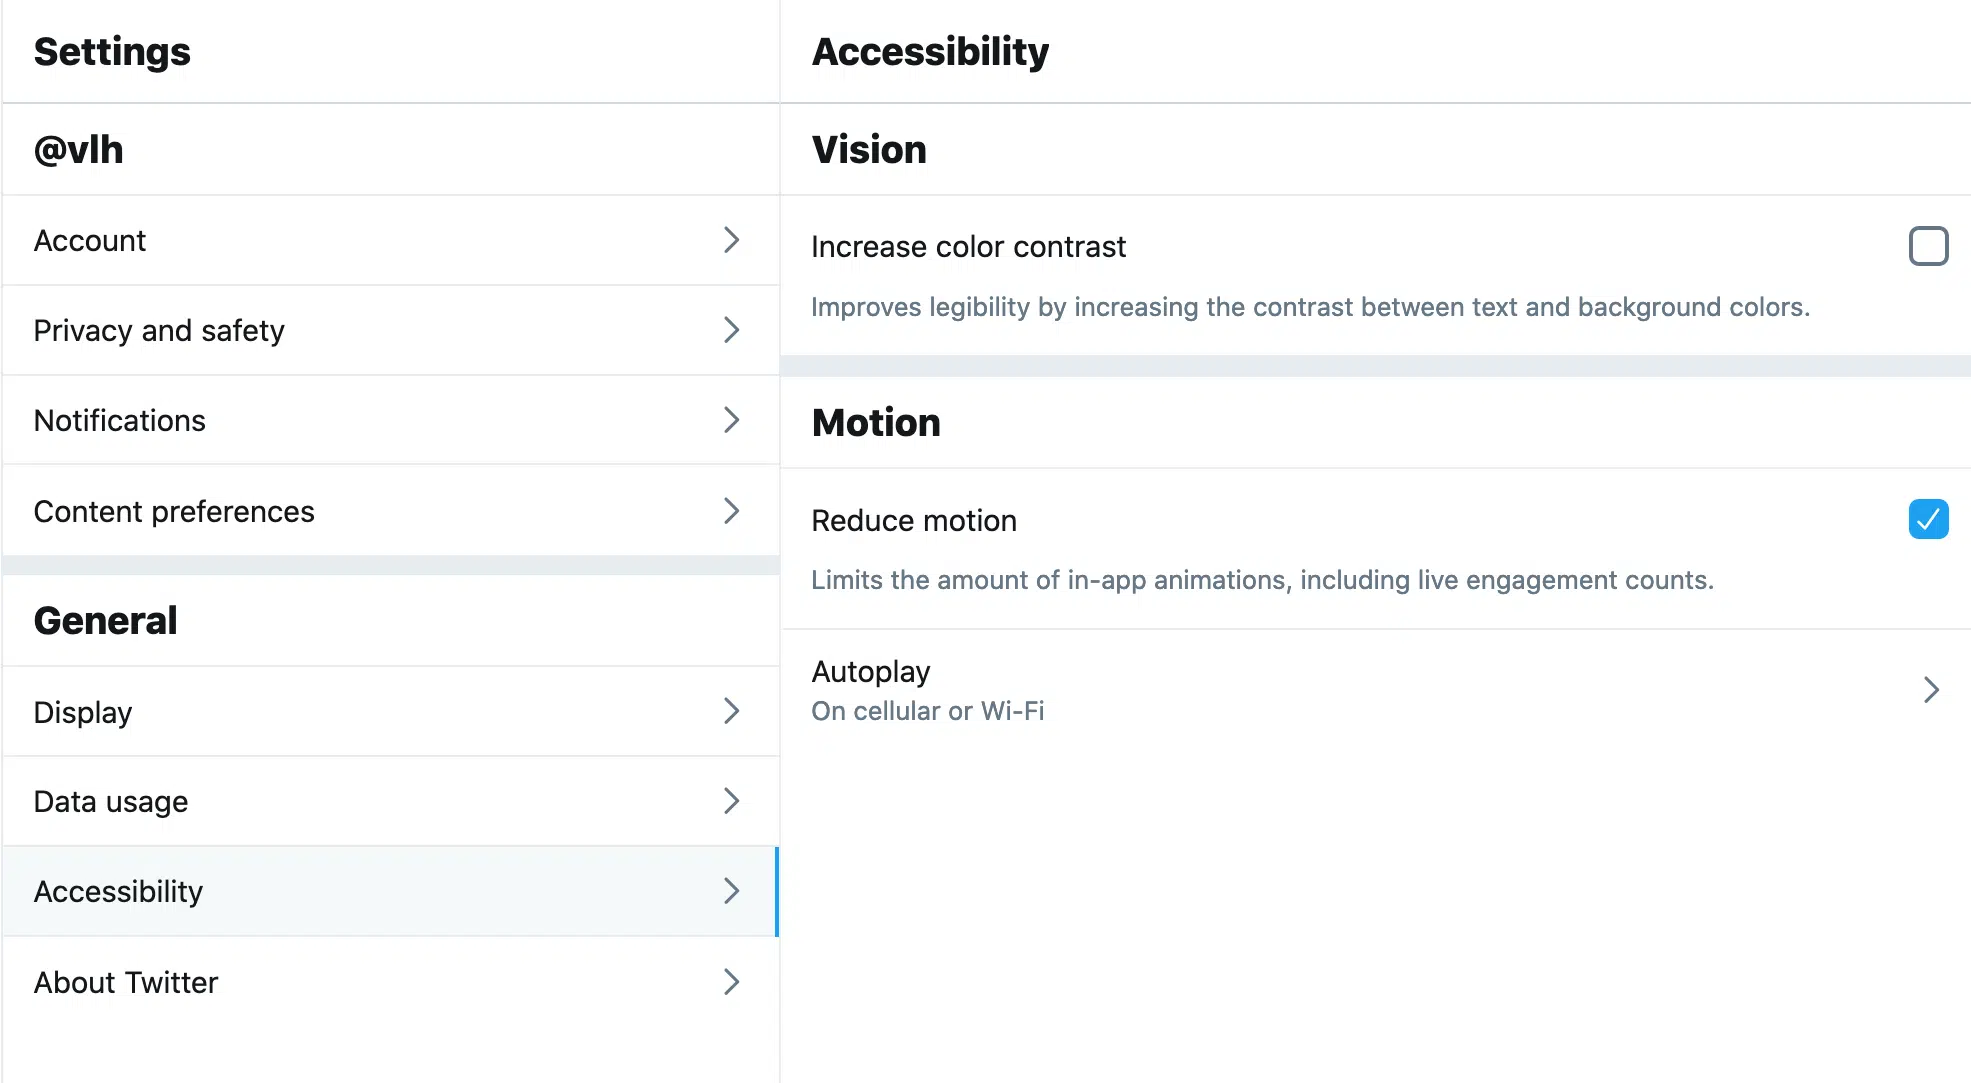 Settings
@vlh
Account
Privacy and safety
Notifications
Content preferences
General
Display
Data usage
Accessibility
About Twitter
Accessibility
Vision
Increase color contrast
Improves legibility by increasing the contrast between text and background colors.
Motion
Reduce motion
Limits the amount of in-app animations, including live engagement counts.
Autoplay
On cellular or Wi-Fi